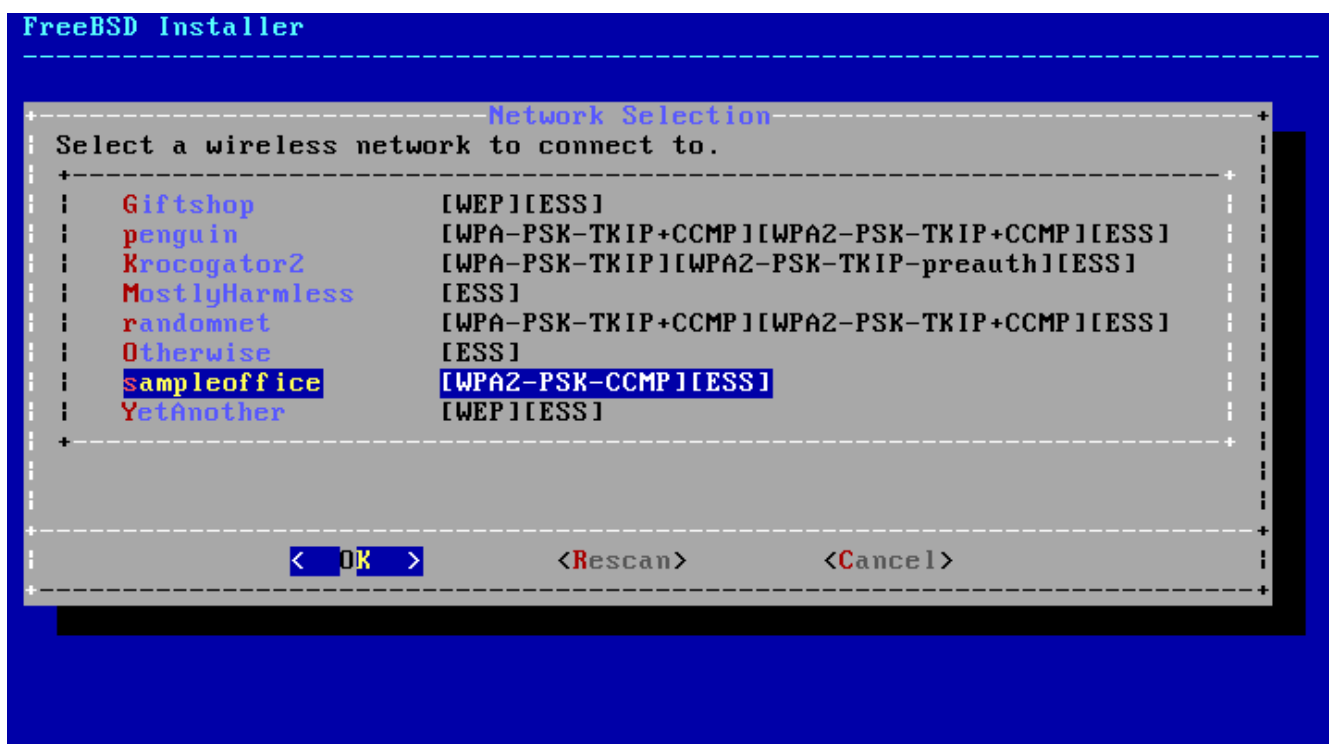 FreeBSD Installer
Network Selection
Select a wireless network to connect to.
Giftshop [WEP][ESS]
penguin [WPA-PSK-TKIP+CCMP][WPA2-PSK-TKIP+CCMP][ESS]
Krocogator2 [WPA-PSK-TKIP][WPA2-PSK-TKIP-preauth][ESS]
MostlyHarmless [ESS]
randomnet [WPA-PSK-TKIP+CCMP][WPA2-PSK-TKIP+CCMP][ESS]
Otherwise [ESS]
sampleoffice [WPA2-PSK-CCMP][ESS]
YetAnother [WEP][ESS]
< OK > <Rescan> <Cancel>